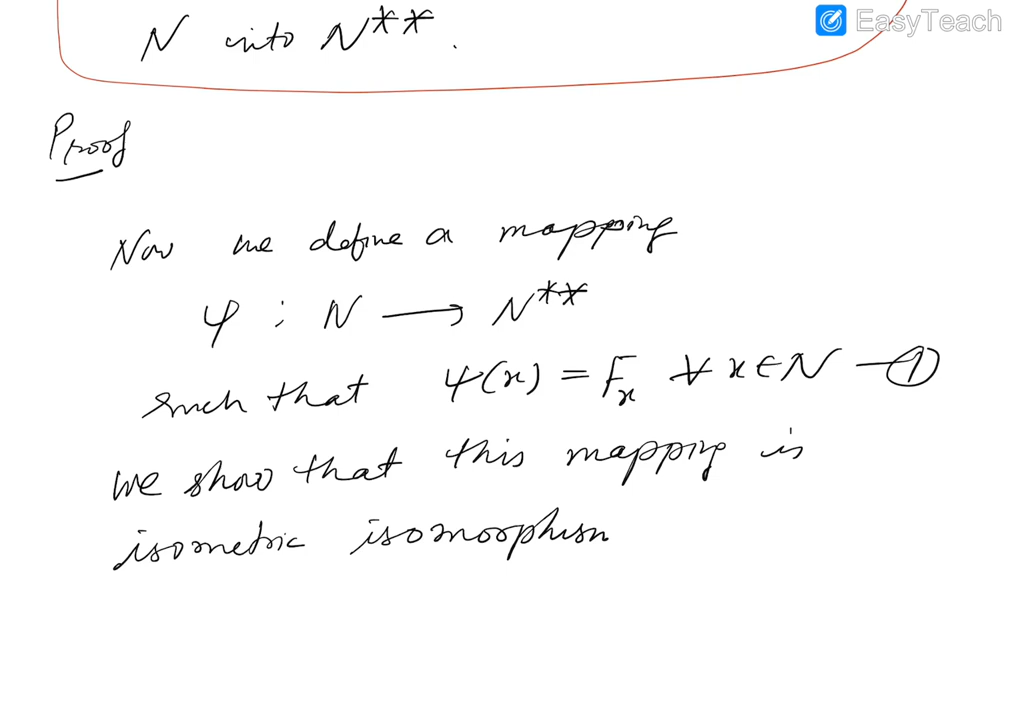 EasyTeach
N into N**.
Proof
Now we define a mapping
ψ : N → N**
such that ψ(x) = Fₓ ∀ x ∈ N —①
we show that this mapping is
isometric isomorphism